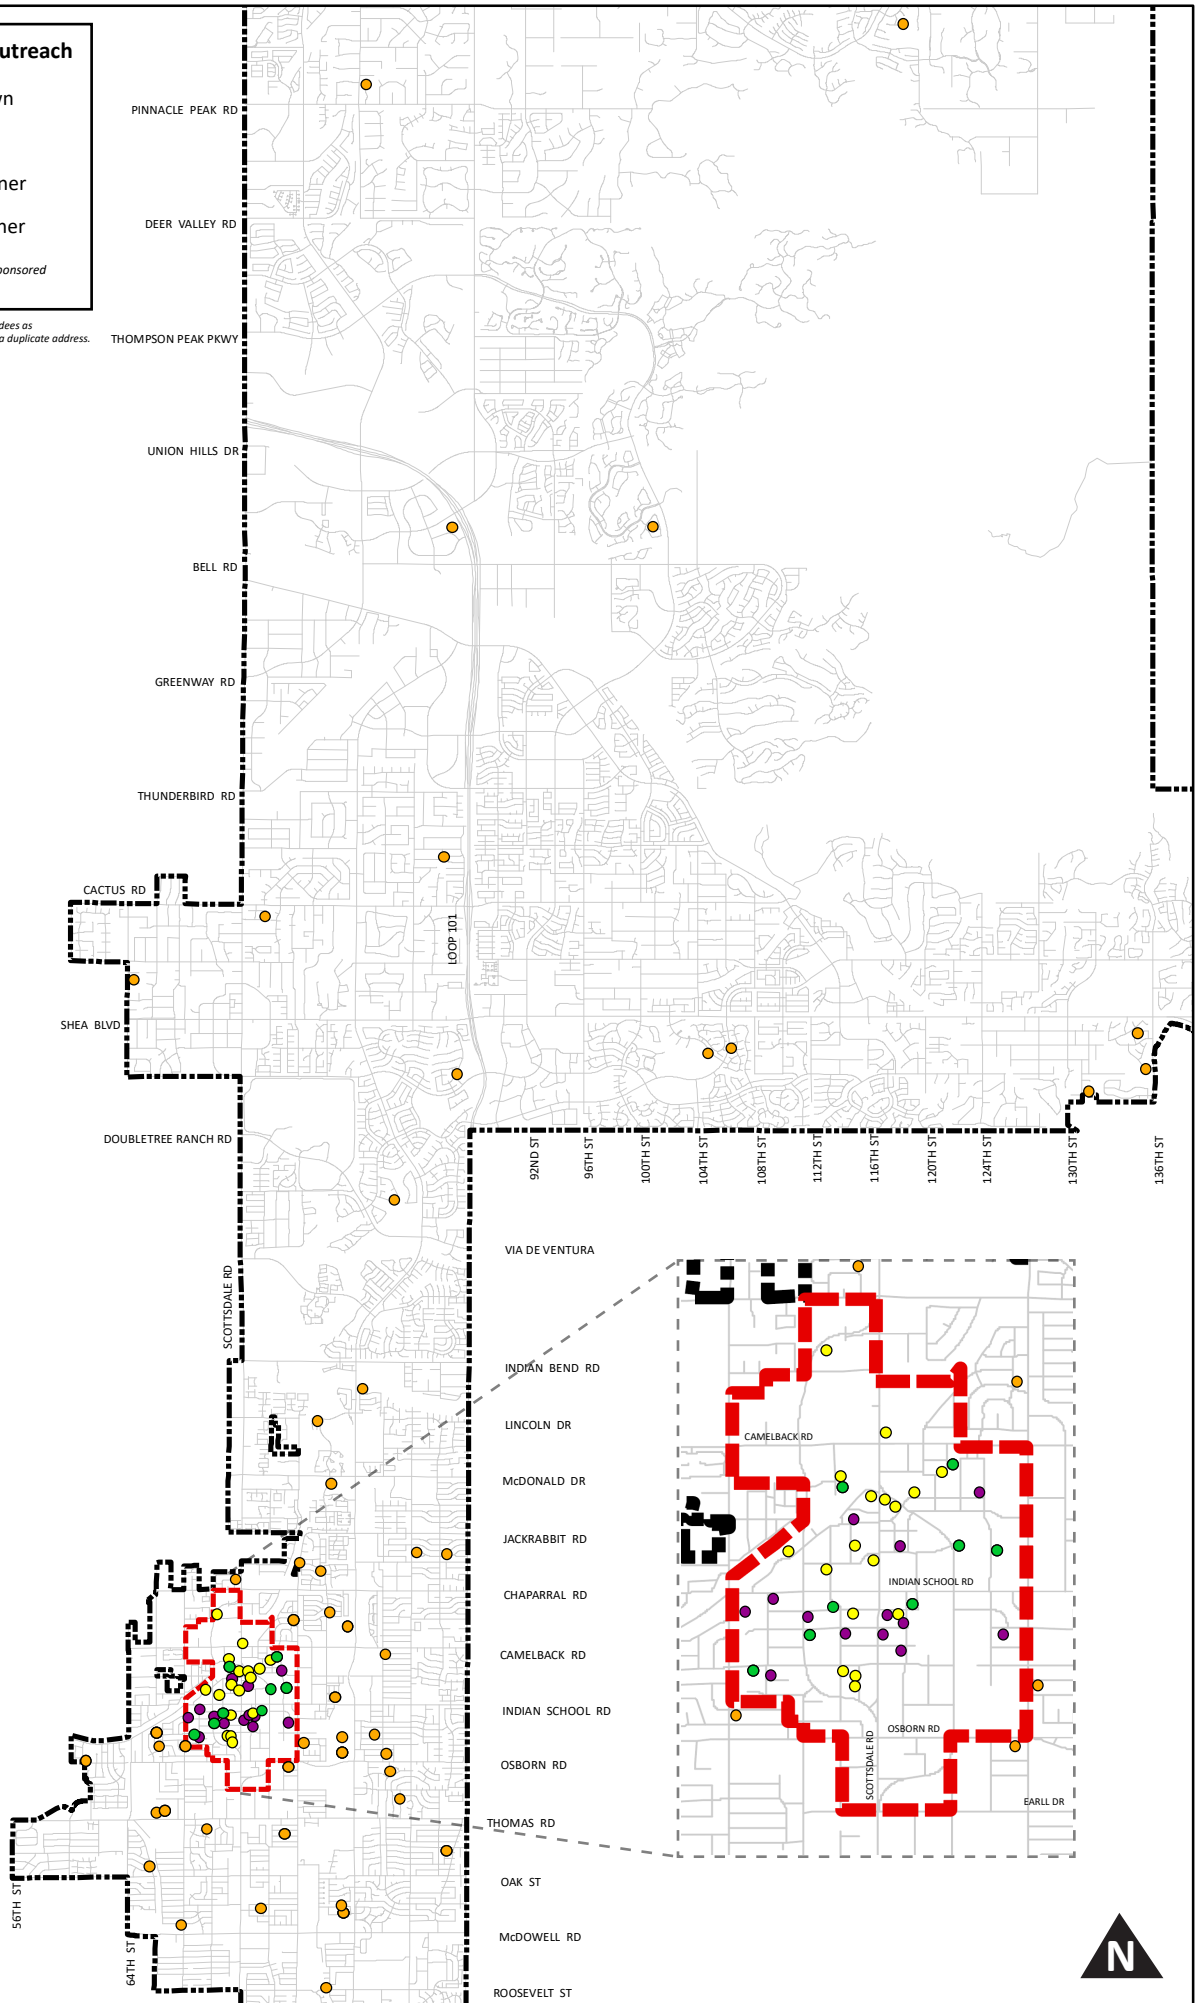 utreach
PINNACLE PEAK RD
DEER VALLEY RD
onsored
dees as
a duplicate address.
THOMPSON PEAK PKWY
UNION HILLS DR
BELL RD
GREENWAY RD
THUNDERBIRD RD
CACTUS RD
LOOP 101
SHEA BLVD
DOUBLETREE RANCH RD
92ND ST
96TH ST
100TH ST
104TH ST
108TH ST
112TH ST
116TH ST
120TH ST
124TH ST
130TH ST
136TH ST
VIA DE VENTURA
SCOTTSDALE RD
INDIAN BEND RD
LINCOLN DR
CAMELBACK RD
McDONALD DR
JACKRABBIT RD
INDIAN SCHOOL RD
CHAPARRAL RD
CAMELBACK RD
INDIAN SCHOOL RD
OSBORN RD
SCOTTSDALE RD
OSBORN RD
EARLL DR
THOMAS RD
OAK ST
56TH ST
McDOWELL RD
64TH ST
N
ROOSEVELT ST